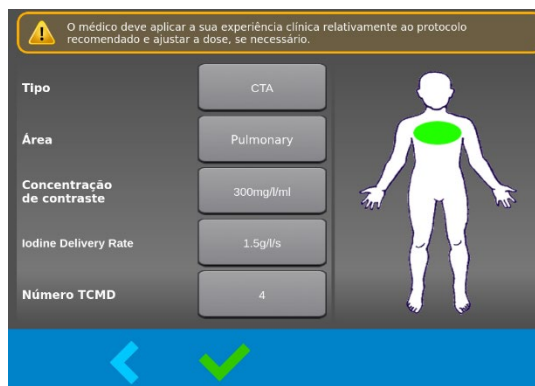 O médico deve aplicar a sua experiência clínica relativamente ao protocolo
recomendado e ajustar a dose, se necessário.
Tipo
CTA
Área
Pulmonary
Concentração
de contraste
300mg/l/ml
Iodine Delivery Rate
1.5g/l/s
Número TCMD
4